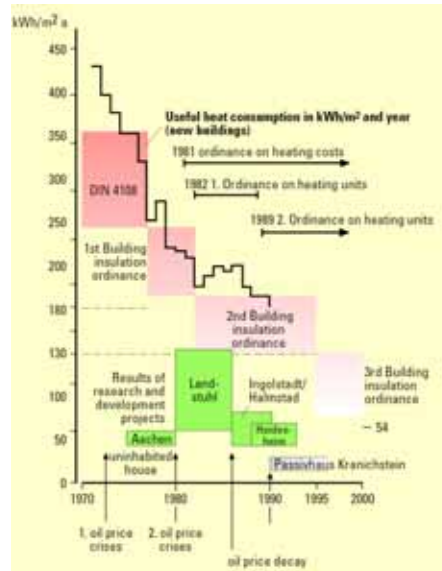 kWh/m² a
450
400
350
300
250
200
180
130
100
50
0
Useful heat consumption in kWh/m² and year
(new buildings)
1981 ordinance on heating costs
1982 1. Ordinance on heating units
1989 2. Ordinance on heating units
DIN 4108
1st Building
insulation
ordinance
2nd Building
insulation
ordinance
3rd Building
insulation
ordinance
Results of
research and
development
projects
Land-
stuhl
Ingolstadt/
Halmstad
Heiden-
heim
Aachen
uninhabited
house
54
Passivhaus Kranichstein
1970
1980
1990
1995
2000
1. oil price
crises
2. oil price
crises
oil price decay